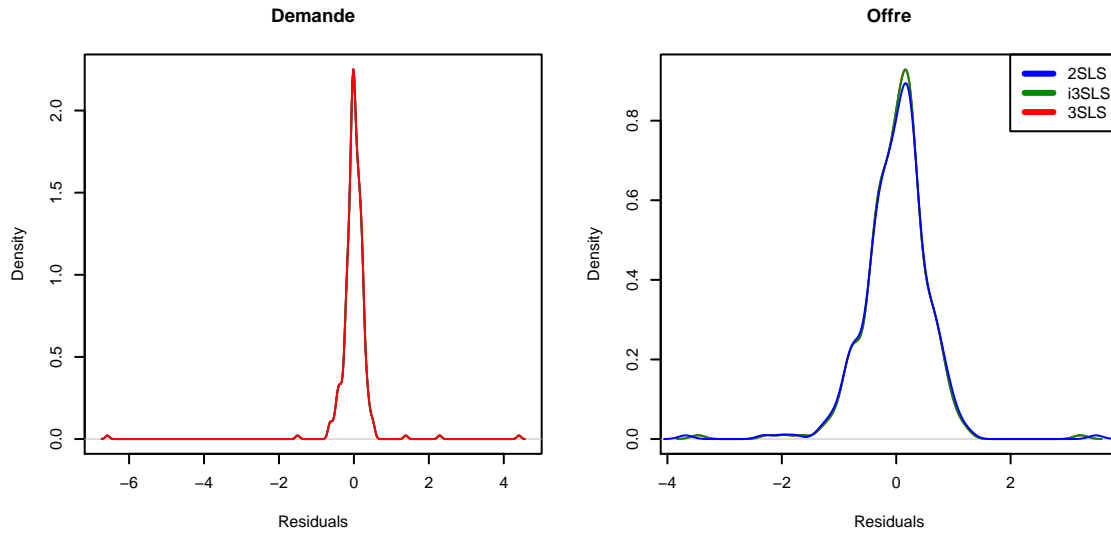 Demande
Density
0.0 0.5 1.0 1.5 2.0
−6 −4 −2 0 2 4
Residuals
Offre
Density
0.0 0.2 0.4 0.6 0.8
−4 −2 0 2
Residuals
2SLS
i3SLS
3SLS